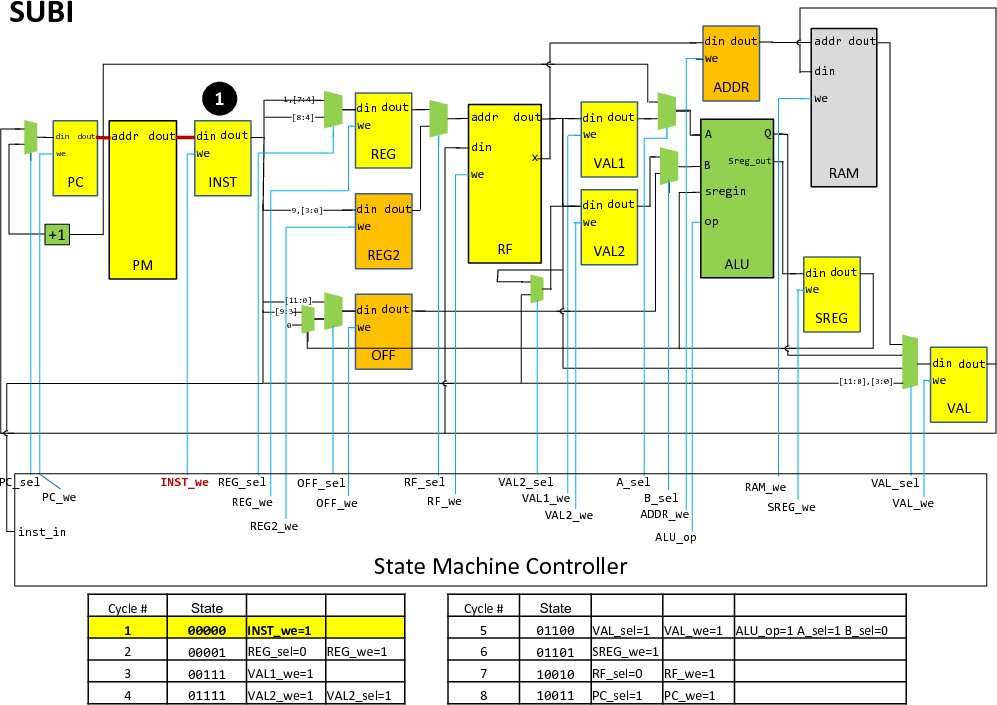 SUBI
1
din dout
we
PC
+1
addr dout
PM
din dout
we
INST
1,[7:4]
[8:4]
din dout
we
REG
9,[3:0]
din dout
we
REG2
[11:0]
[9:3]
0
din dout
we
OFF
addr dout
din
we
x
RF
din dout
we
VAL1
din dout
we
VAL2
din dout
we
ADDR
A
B
Q
Sreg_out
sregin
op
ALU
addr dout
din
we
RAM
din dout
we
SREG
[11:8],[3:0]
din dout
we
VAL
PC_sel
PC_we
INST_we
REG_sel
REG_we
REG2_we
OFF_sel
OFF_we
RF_sel
RF_we
VAL2_sel
VAL1_we
VAL2_we
A_sel
B_sel
ADDR_we
ALU_op
RAM_we
SREG_we
VAL_sel
VAL_we
inst_in
State Machine Controller
Cycle # State
1 00000 INST_we=1
2 00001 REG_sel=0 REG_we=1
3 00111 VAL1_we=1
4 01111 VAL2_we=1 VAL2_sel=1
Cycle # State
5 01100 VAL_sel=1 VAL_we=1 ALU_op=1 A_sel=1 B_sel=0
6 01101 SREG_we=1
7 10010 RF_sel=0 RF_we=1
8 10011 PC_sel=1 PC_we=1